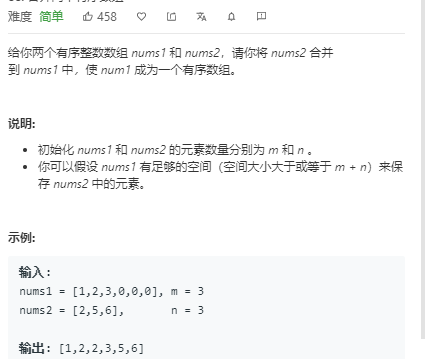 难度 简单 458
给你两个有序整数数组 nums1 和 nums2，请你将 nums2 合并
到 nums1 中，使 num1 成为一个有序数组。
说明:
初始化 nums1 和 nums2 的元素数量分别为 m 和 n 。
你可以假设 nums1 有足够的空间（空间大小大于或等于 m + n）来保
存 nums2 中的元素。
示例:
输入:
nums1 = [1,2,3,0,0,0], m = 3
nums2 = [2,5,6], n = 3
输出: [1,2,2,3,5,6]